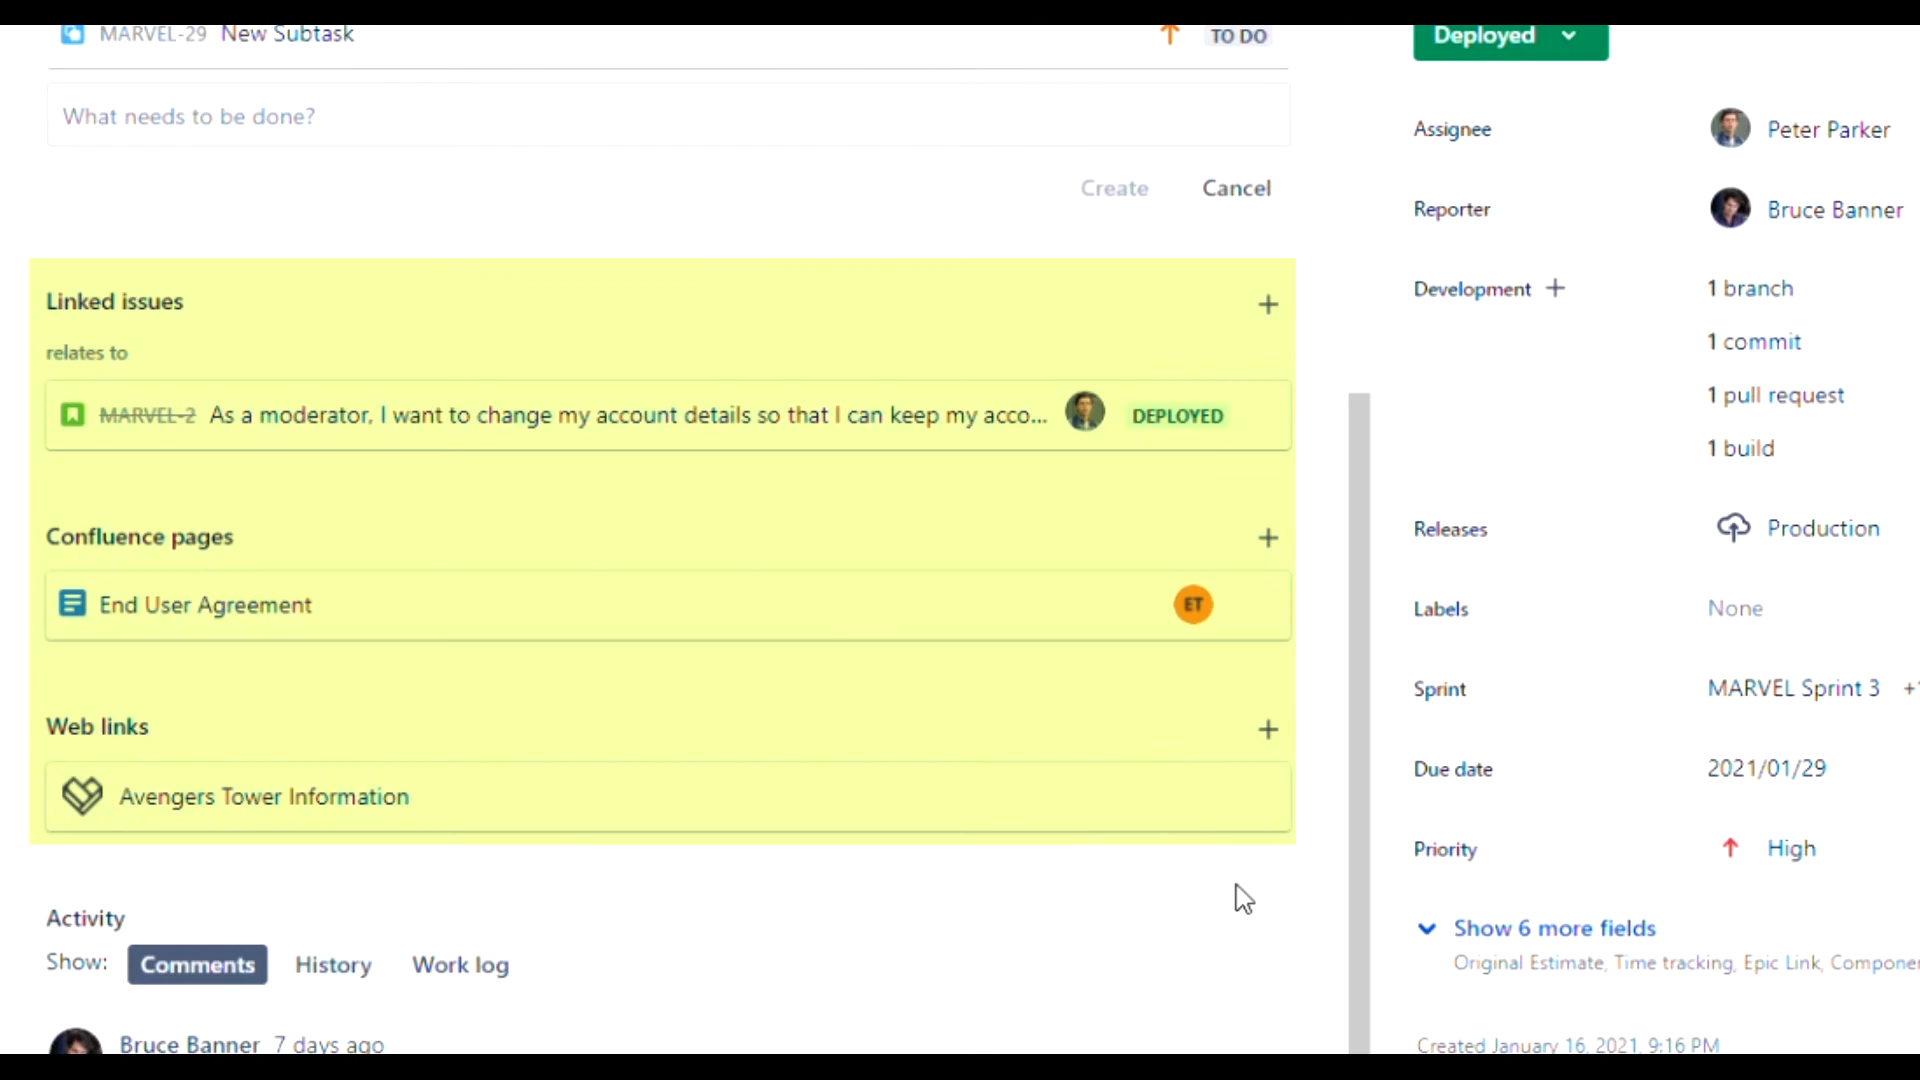 MARVEL-29 New Subtask TO DO
What needs to be done?
Create Cancel
Linked issues
relates to
MARVEL-2 As a moderator, I want to change my account details so that I can keep my acco... DEPLOYED
Confluence pages
End User Agreement ET
Web links
Avengers Tower Information
Activity
Show: Comments History Work log
Bruce Banner 7 days ago
Deployed
Assignee Peter Parker
Reporter Bruce Banner
Development 1 branch
1 commit
1 pull request
1 build
Releases Production
Labels None
Sprint MARVEL Sprint 3
Due date 2021/01/29
Priority High
Show 6 more fields
Original Estimate, Time tracking, Epic Link, Componen
Created January 16, 2021, 9:16 PM